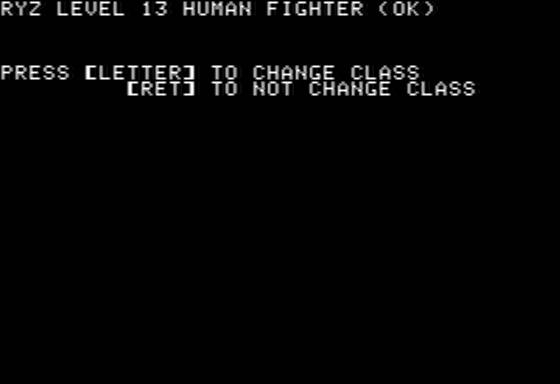 RYZ LEVEL 13 HUMAN FIGHTER (OK)
PRESS [LETTER] TO CHANGE CLASS
[RET] TO NOT CHANGE CLASS